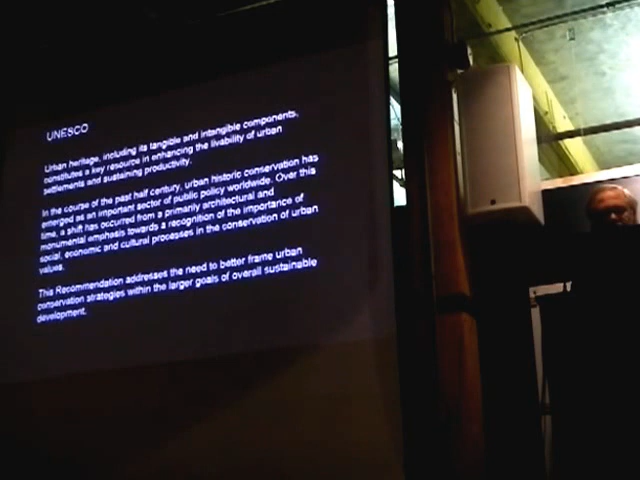 UNESCO
Urban heritage, including its tangible and intangible components,
constitutes a key resource in enhancing the livability of urban
settlements and sustaining productivity.
In the course of the past half century, urban historic conservation has
emerged as an important sector of public policy worldwide. Over this
time, a shift has occurred from a primarily architectural and
monumental emphasis towards a recognition of the importance of
social, economic and cultural processes in the conservation of urban
values.
This Recommendation addresses the need to better frame urban
conservation strategies within the larger goals of overall sustainable
development.